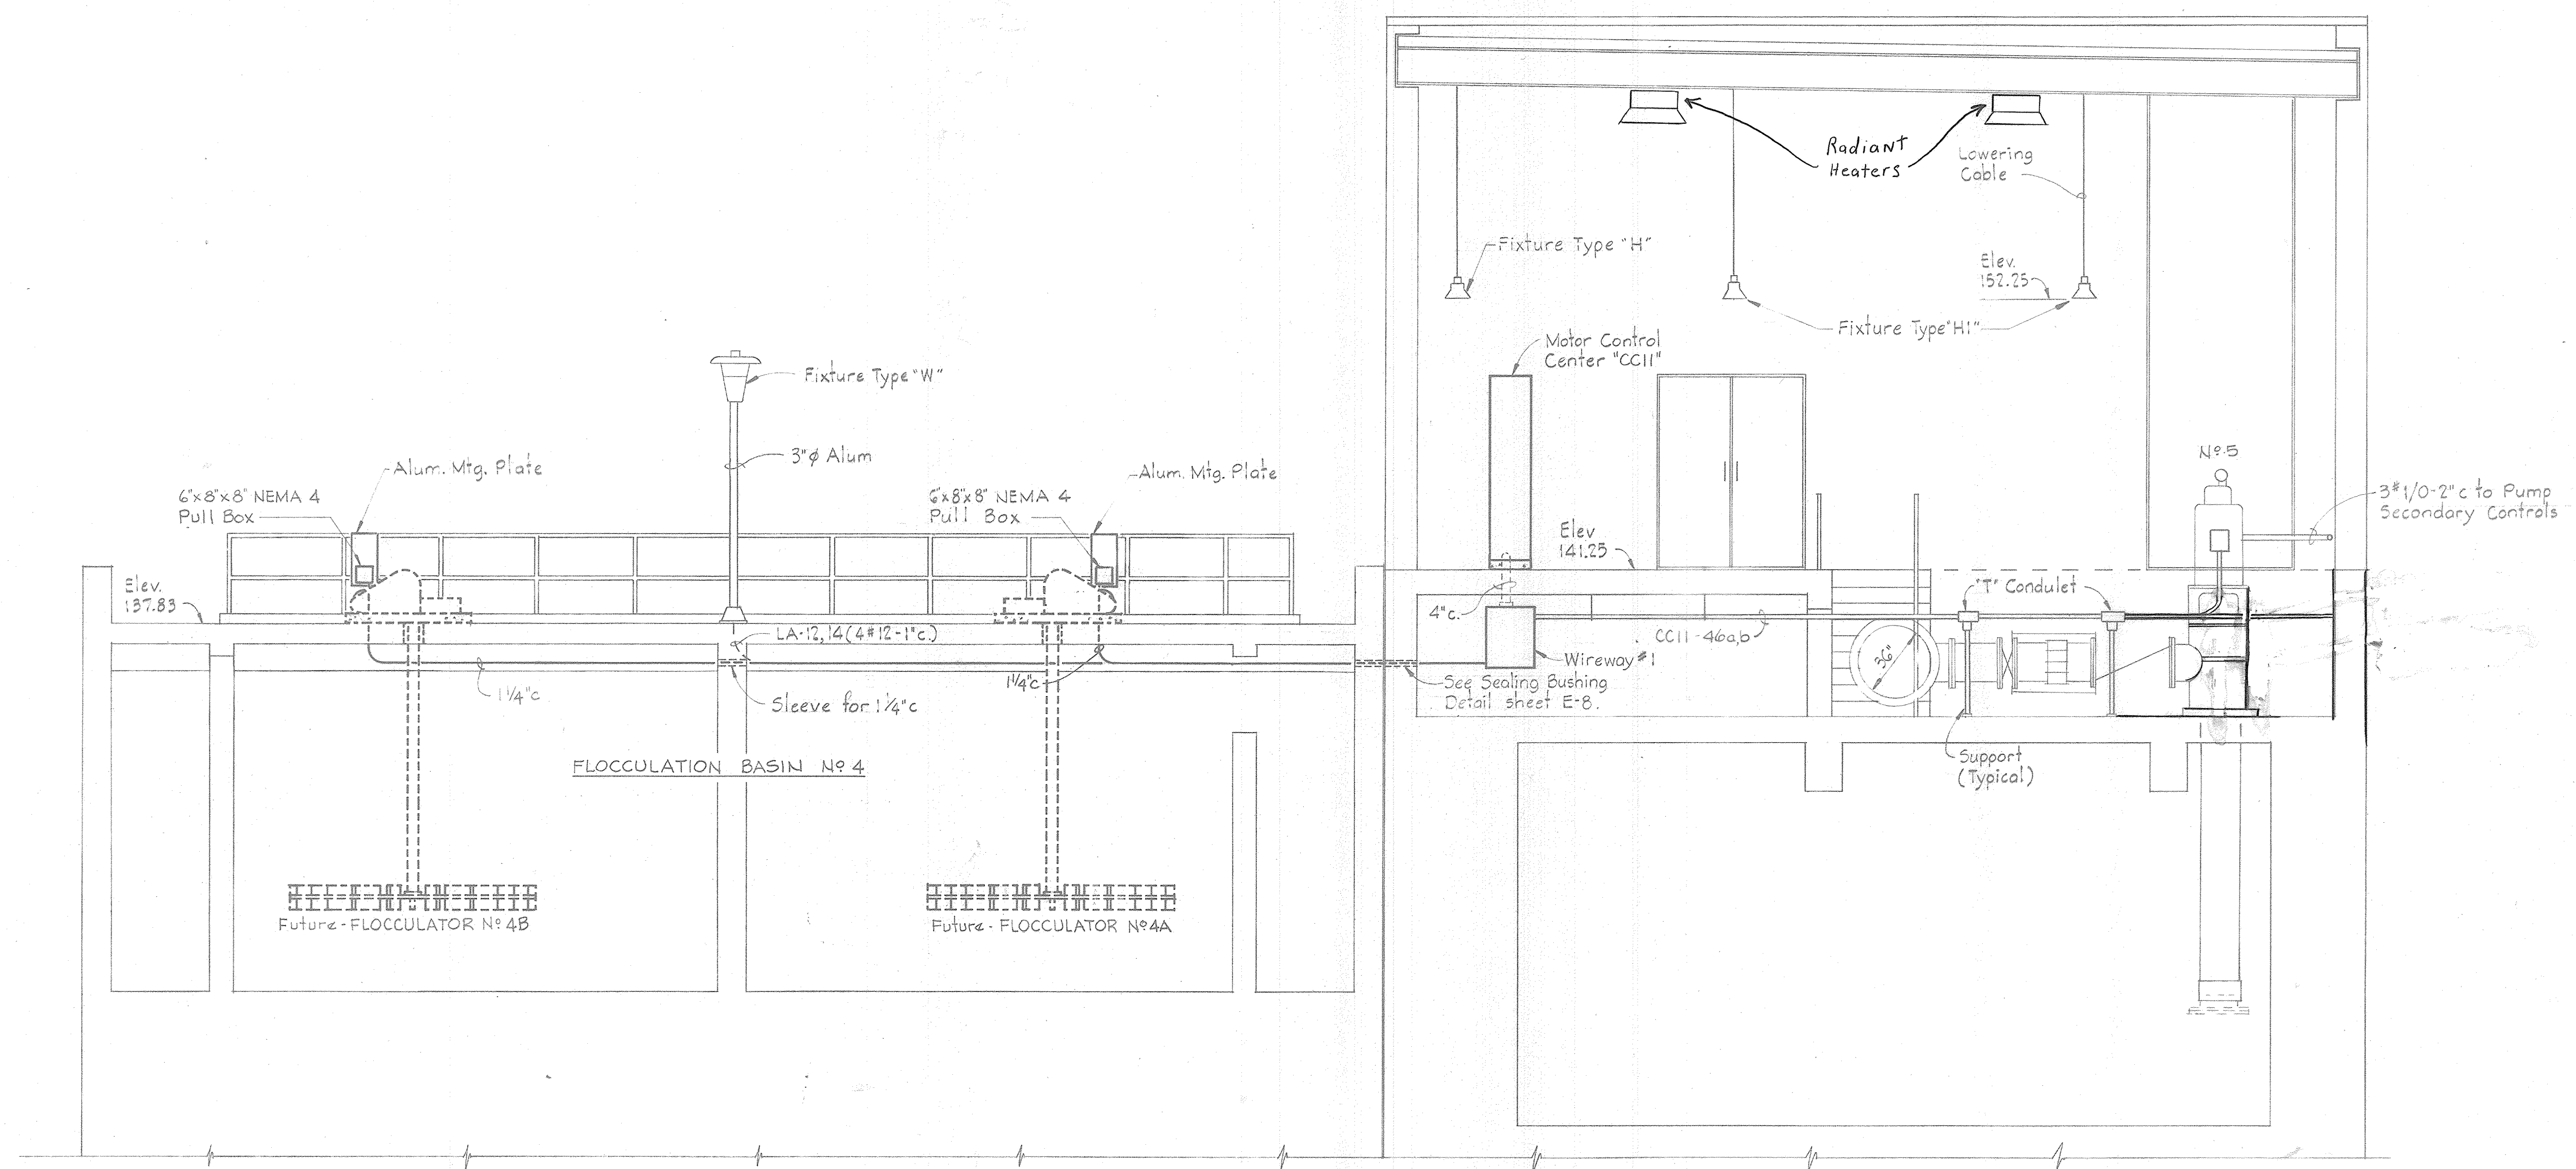 Radiant
Heaters
Lowering
Cable
Fixture Type "H"
Elev.
152.25
Fixture Type "H1"
Motor Control
Center "CC11"
Fixture Type "W"
3"ø Alum
Alum. Mtg. Plate
6"x8"x8" NEMA 4
Pull Box
Alum. Mtg. Plate
6"x8"x8" NEMA 4
Pull Box
Nº 5
3#1/0-2"c to Pump
Secondary Controls
Elev
141.25
Elev.
137.83
"T" Condulet
4"c.
LA-12,14 (4#12-1"c.)
CC11-46a,b
Wireway #1
36"
1¼"c
1¼"c
See Sealing Bushing
Detail sheet E-8.
Sleeve for 1¼"c
Support
(Typical)
FLOCCULATION BASIN Nº 4
Future-FLOCCULATOR Nº 4B
Future - FLOCCULATOR Nº 4A